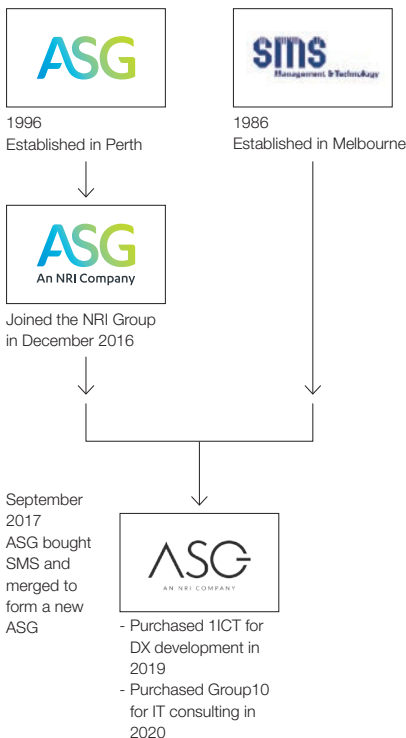 ASG
sms
Management & Technology
1996
Established in Perth
1986
Established in Melbourne
ASG
An NRI Company
Joined the NRI Group
in December 2016
September
2017
ASG bought
SMS and
merged to
form a new
ASG
ASG
AN NRI COMPANY
- Purchased 1ICT for
DX development in
2019
- Purchased Group10
for IT consulting in
2020